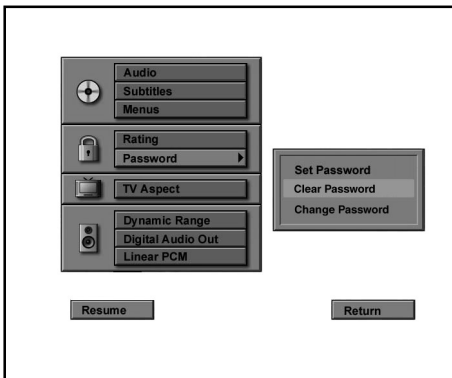 Audio
Subtitles
Menus
Rating
Password
TV Aspect
Dynamic Range
Digital Audio Out
Linear PCM
Set Password
Clear Password
Change Password
Resume
Return